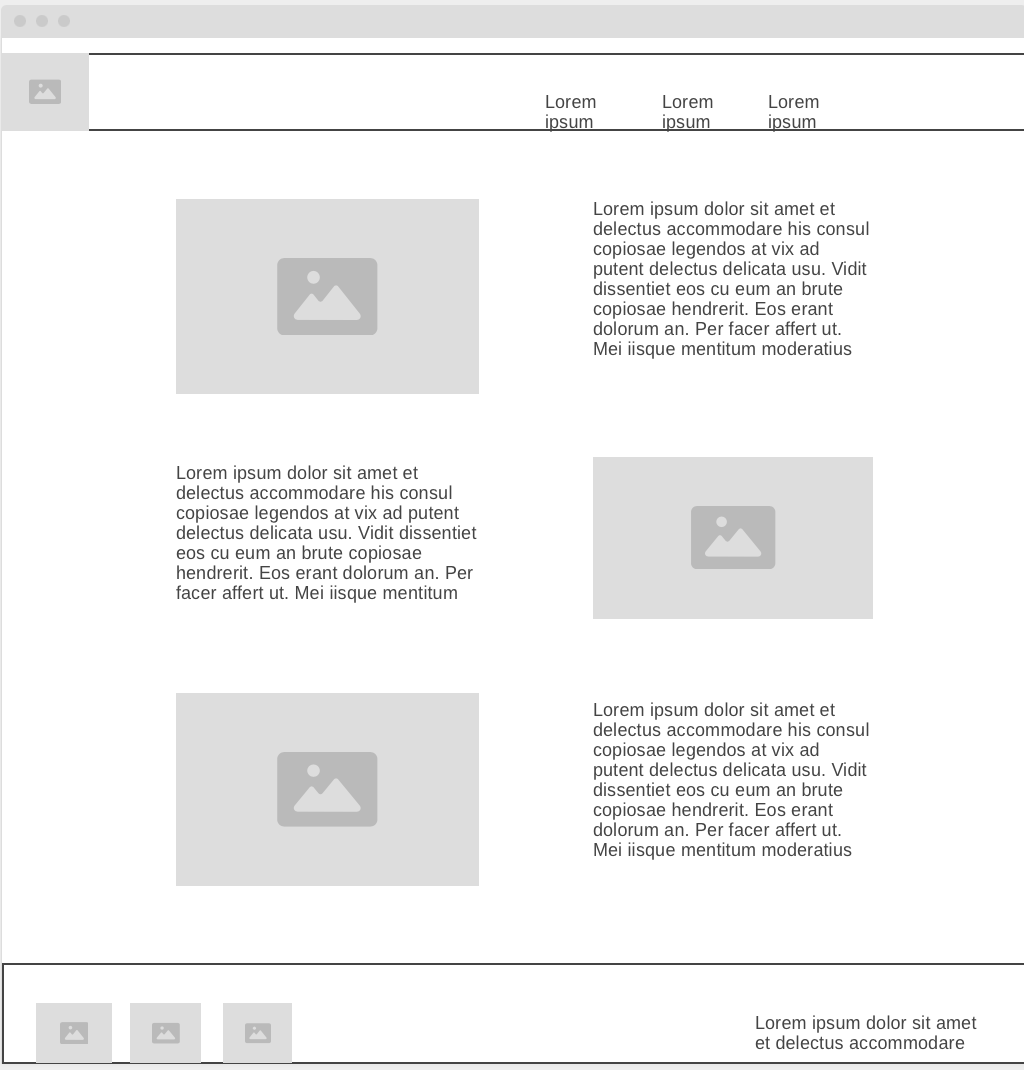 Lorem ipsum
Lorem ipsum
Lorem ipsum
Lorem ipsum dolor sit amet et
delectus accommodare his consul
copiosae legendos at vix ad
putent delectus delicata usu. Vidit
dissentiet eos cu eum an brute
copiosae hendrerit. Eos erant
dolorum an. Per facer affert ut.
Mei iisque mentitum moderatius
Lorem ipsum dolor sit amet et
delectus accommodare his consul
copiosae legendos at vix ad putent
delectus delicata usu. Vidit dissentiet
eos cu eum an brute copiosae
hendrerit. Eos erant dolorum an. Per
facer affert ut. Mei iisque mentitum
Lorem ipsum dolor sit amet et
delectus accommodare his consul
copiosae legendos at vix ad
putent delectus delicata usu. Vidit
dissentiet eos cu eum an brute
copiosae hendrerit. Eos erant
dolorum an. Per facer affert ut.
Mei iisque mentitum moderatius
Lorem ipsum dolor sit amet
et delectus accommodare